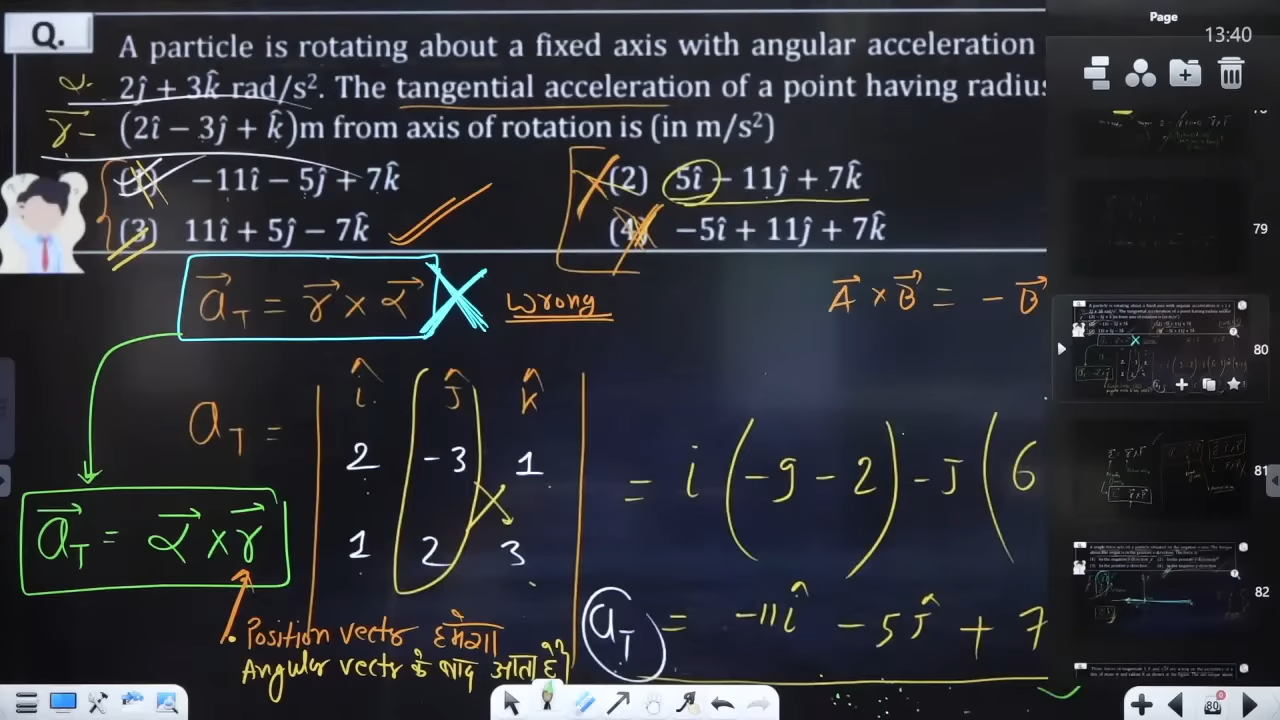 Page
13:40
Q.
A particle is rotating about a fixed axis with angular acceleration
α- 2ĵ + 3k̂ rad/s². The tangential acceleration of a point having radius
r⃗- (2î − 3ĵ + k̂)m from axis of rotation is (in m/s²)
(1) −11î − 5ĵ + 7k̂
(2) 5î − 11ĵ + 7k̂
(3) 11î + 5ĵ − 7k̂
(4) −5î + 11ĵ + 7k̂
a⃗T = r⃗ × α⃗ X wrong
A⃗ × B⃗ = − B⃗
aT = | î ĵ k̂ |
2 -3 1
1 2 3
= i (-9 - 2) - J (6
a⃗T = α⃗ × r⃗
aT = -11î - 5ĵ + 7
Position vector हमेशा
Angular vector के बाद आता है
79
80
81
82
80